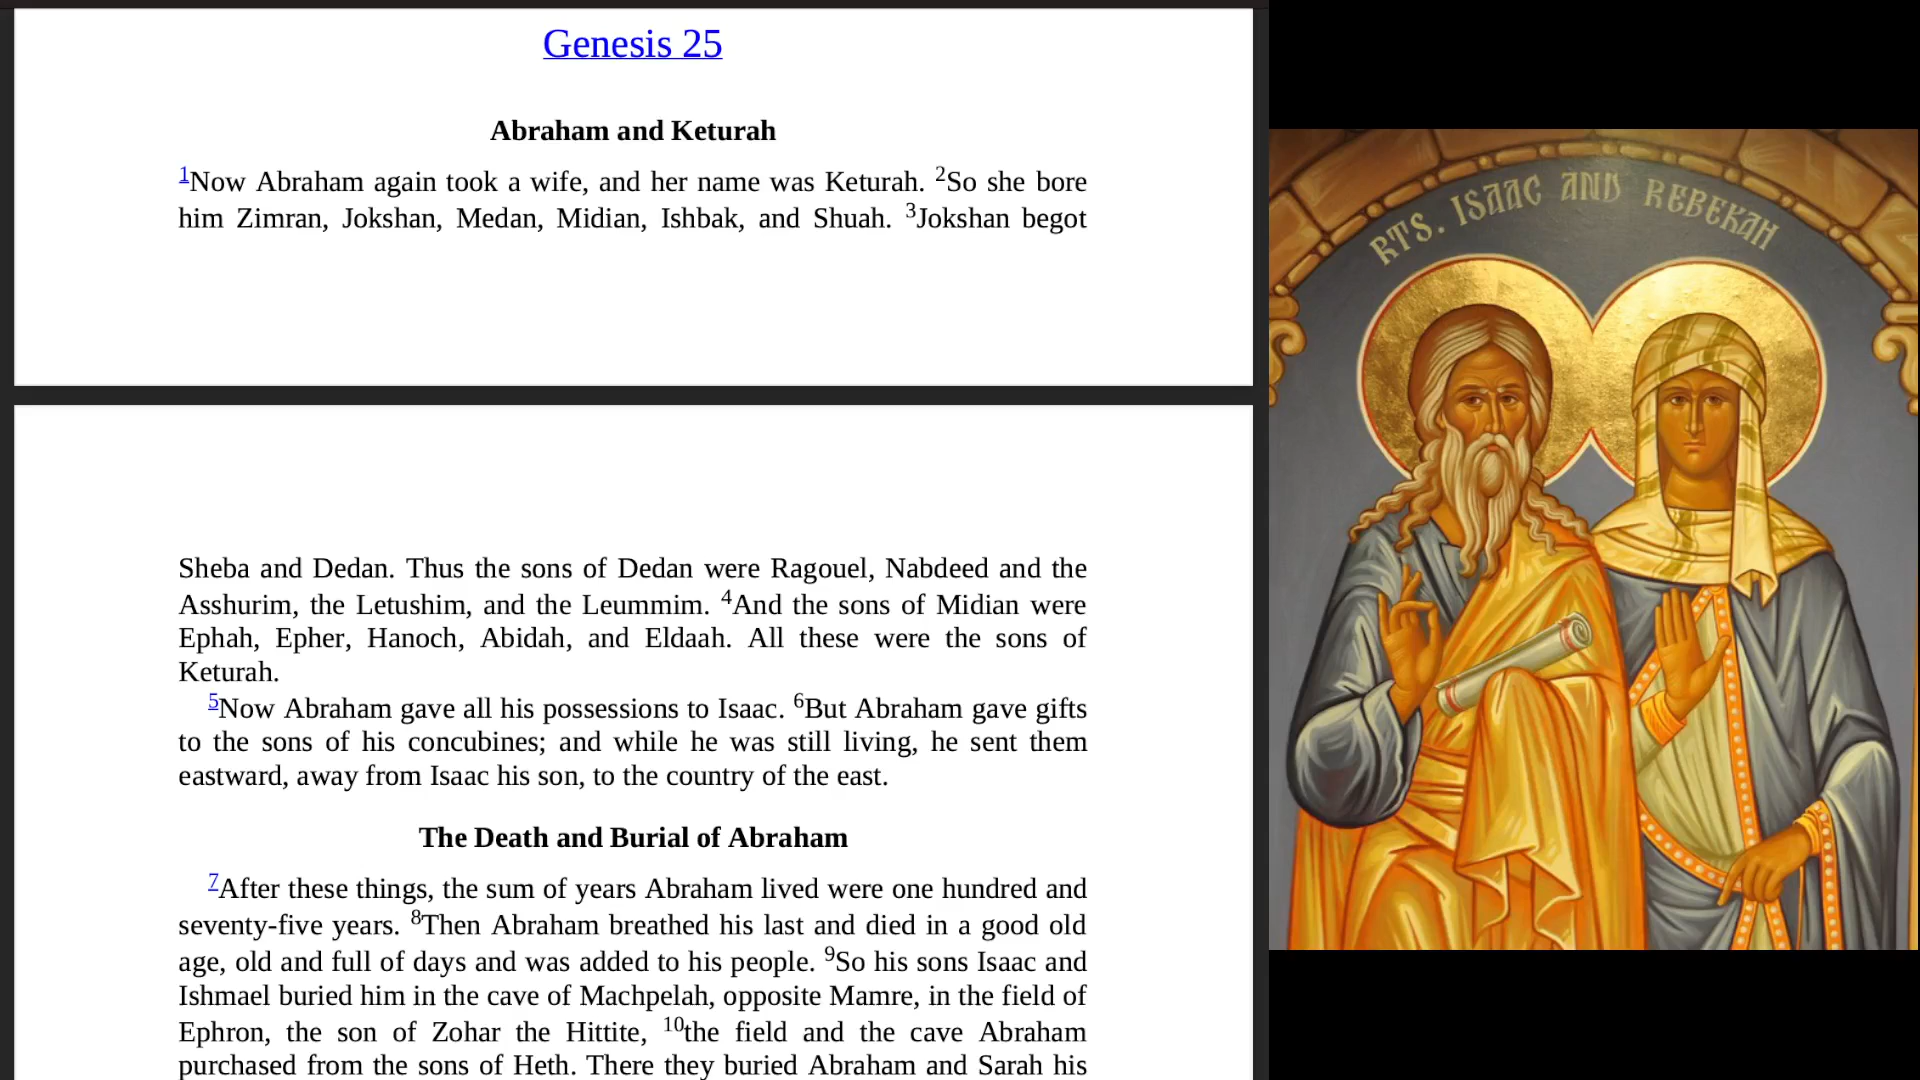 Genesis 25
Abraham and Keturah
1Now Abraham again took a wife, and her name was Keturah. 2So she bore
him Zimran, Jokshan, Medan, Midian, Ishbak, and Shuah. 3Jokshan begot
Sheba and Dedan. Thus the sons of Dedan were Ragouel, Nabdeed and the
Asshurim, the Letushim, and the Leummim. 4And the sons of Midian were
Ephah, Epher, Hanoch, Abidah, and Eldaah. All these were the sons of
Keturah.
5Now Abraham gave all his possessions to Isaac. 6But Abraham gave gifts
to the sons of his concubines; and while he was still living, he sent them
eastward, away from Isaac his son, to the country of the east.
The Death and Burial of Abraham
7After these things, the sum of years Abraham lived were one hundred and
seventy-five years. 8Then Abraham breathed his last and died in a good old
age, old and full of days and was added to his people. 9So his sons Isaac and
Ishmael buried him in the cave of Machpelah, opposite Mamre, in the field of
Ephron, the son of Zohar the Hittite, 10the field and the cave Abraham
purchased from the sons of Heth. There they buried Abraham and Sarah his
RTS. ISAAC AND REBEKAH